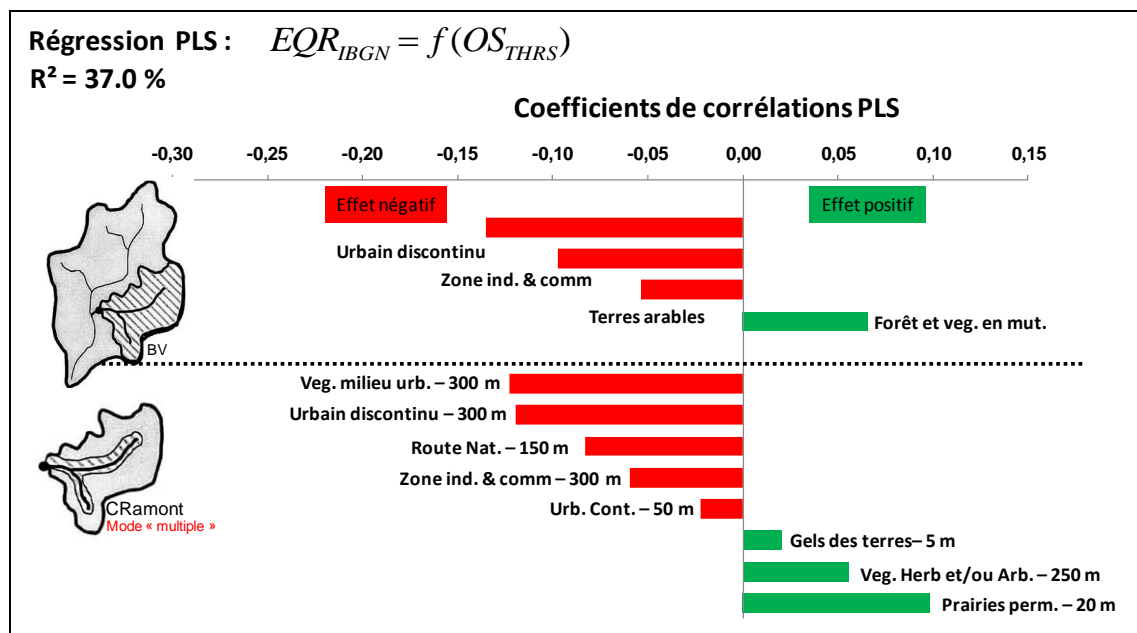 Régression PLS : EQR_IBGN = f(OS_THRS)
R² = 37.0 %
Coefficients de corrélations PLS
-0,30 -0,25 -0,20 -0,15 -0,10 -0,05 0,00 0,05 0,10 0,15
Effet négatif Effet positif
Urbain discontinu
Zone ind. & comm
Terres arables Forêt et veg. en mut.
BV
Veg. milieu urb. – 300 m
Urbain discontinu – 300 m
Route Nat. – 150 m
Zone ind. & comm – 300 m
CRamont Urb. Cont. – 50 m
Mode « multiple »
Gels des terres– 5 m
Veg. Herb et/ou Arb. – 250 m
Prairies perm. – 20 m